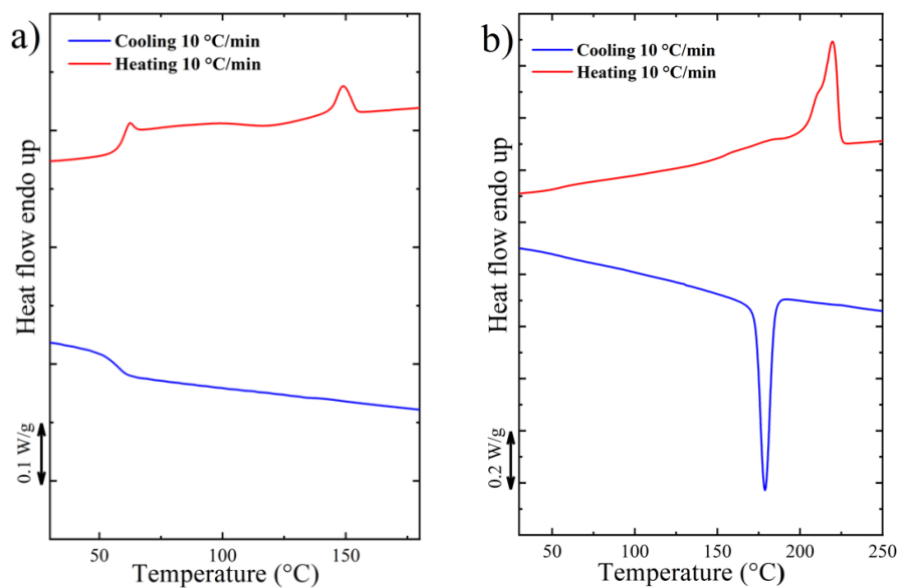 a)
Cooling 10 °C/min
Heating 10 °C/min
Heat flow endo up
0.1 W/g
50
100
150
Temperature (°C)
b)
Cooling 10 °C/min
Heating 10 °C/min
Heat flow endo up
0.2 W/g
50
100
150
200
250
Temperature (°C)